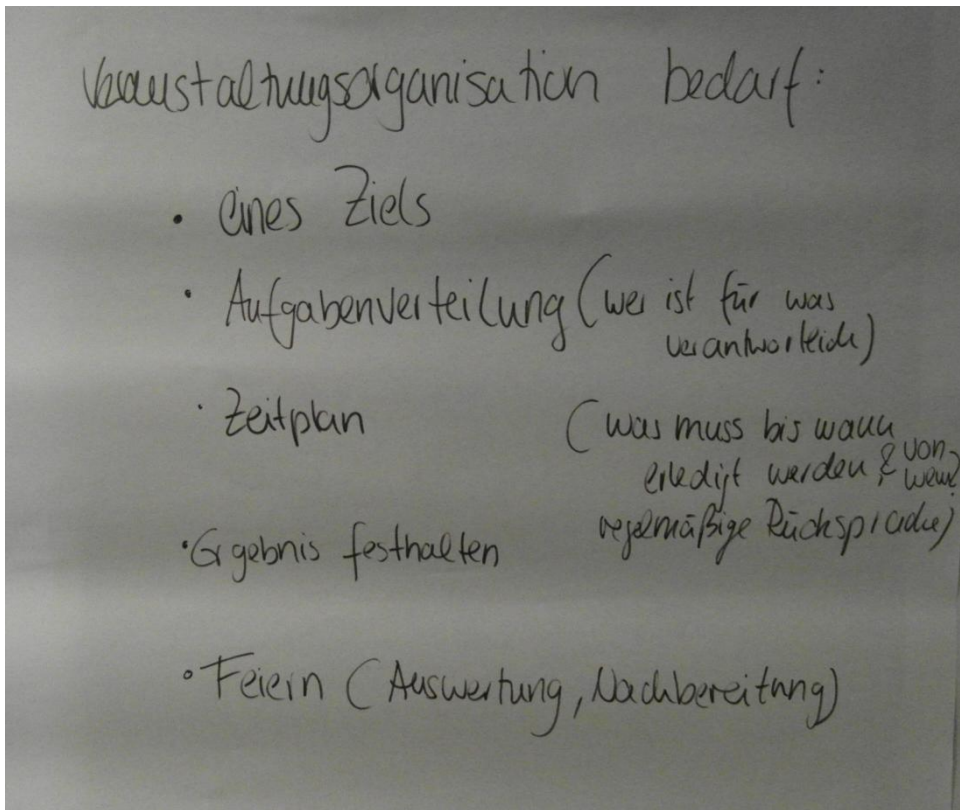 Veranstaltungsorganisation bedarf:
• eines Ziels
• Aufgabenverteilung (wer ist für was
verantwortlich)
• Zeitplan (was muss bis wann
erledigt werden & von wem?
regelmäßige Rücksprache)
• Ergebnis festhalten
• Feiern (Auswertung, Nachbereitung)